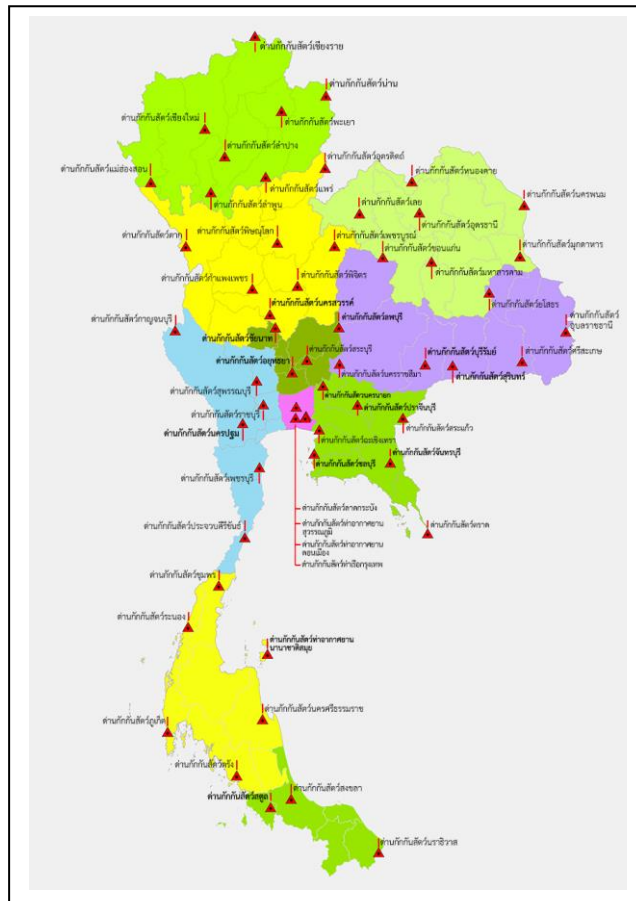 ด่านกักกันสัตว์เชียงราย
ด่านกักกันสัตว์น่าน
ด่านกักกันสัตว์เชียงใหม่
ด่านกักกันสัตว์พะเยา
ด่านกักกันสัตว์ลำปาง
ด่านกักกันสัตว์แม่ฮ่องสอน
ด่านกักกันสัตว์อุตรดิตถ์
ด่านกักกันสัตว์หนองคาย
ด่านกักกันสัตว์แพร่
ด่านกักกันสัตว์ลำพูน
ด่านกักกันสัตว์เลย
ด่านกักกันสัตว์นครพนม
ด่านกักกันสัตว์อุดรธานี
ด่านกักกันสัตว์ตาก
ด่านกักกันสัตว์พิษณุโลก
ด่านกักกันสัตว์เพชรบูรณ์
ด่านกักกันสัตว์ขอนแก่น
ด่านกักกันสัตว์มุกดาหาร
ด่านกักกันสัตว์กำแพงเพชร
ด่านกักกันสัตว์พิจิตร
ด่านกักกันสัตว์มหาสารคาม
ด่านกักกันสัตว์ยโสธร
ด่านกักกันสัตว์นครสวรรค์
ด่านกักกันสัตว์กาญจนบุรี
ด่านกักกันสัตว์ลพบุรี
ด่านกักกันสัตว์
อุบลราชธานี
ด่านกักกันสัตว์ชัยนาท
ด่านกักกันสัตว์สระบุรี
ด่านกักกันสัตว์อยุธยา
ด่านกักกันสัตว์นครราชสีมา
ด่านกักกันสัตว์บุรีรัมย์
ด่านกักกันสัตว์ศรีสะเกษ
ด่านกักกันสัตว์สุรินทร์
ด่านกักกันสัตว์สุพรรณบุรี
ด่านกักกันสัตว์นครนายก
ด่านกักกันสัตว์ราชบุรี
ด่านกักกันสัตว์ปราจีนบุรี
ด่านกักกันสัตว์นครปฐม
ด่านกักกันสัตว์สระแก้ว
ด่านกักกันสัตว์ฉะเชิงเทรา
ด่านกักกันสัตว์ชลบุรี
ด่านกักกันสัตว์จันทรบุรี
ด่านกักกันสัตว์เพชรบุรี
ด่านกักกันสัตว์ลาดกระบัง
ด่านกักกันสัตว์ท่าอากาศยาน
สุวรรณภูมิ
ด่านกักกันสัตว์ท่าอากาศยาน
ดอนเมือง
ด่านกักกันสัตว์ท่าเรือกรุงเทพ
ด่านกักกันสัตว์ตราด
ด่านกักกันสัตว์ประจวบคีรีขันธ์
ด่านกักกันสัตว์ชุมพร
ด่านกักกันสัตว์ระนอง
ด่านกักกันสัตว์ท่าอากาศยาน
นานาชาติสมุย
ด่านกักกันสัตว์นครศรีธรรมราช
ด่านกักกันสัตว์ภูเก็ต
ด่านกักกันสัตว์ตรัง
ด่านกักกันสัตว์สตูล
ด่านกักกันสัตว์สงขลา
ด่านกักกันสัตว์นราธิวาส